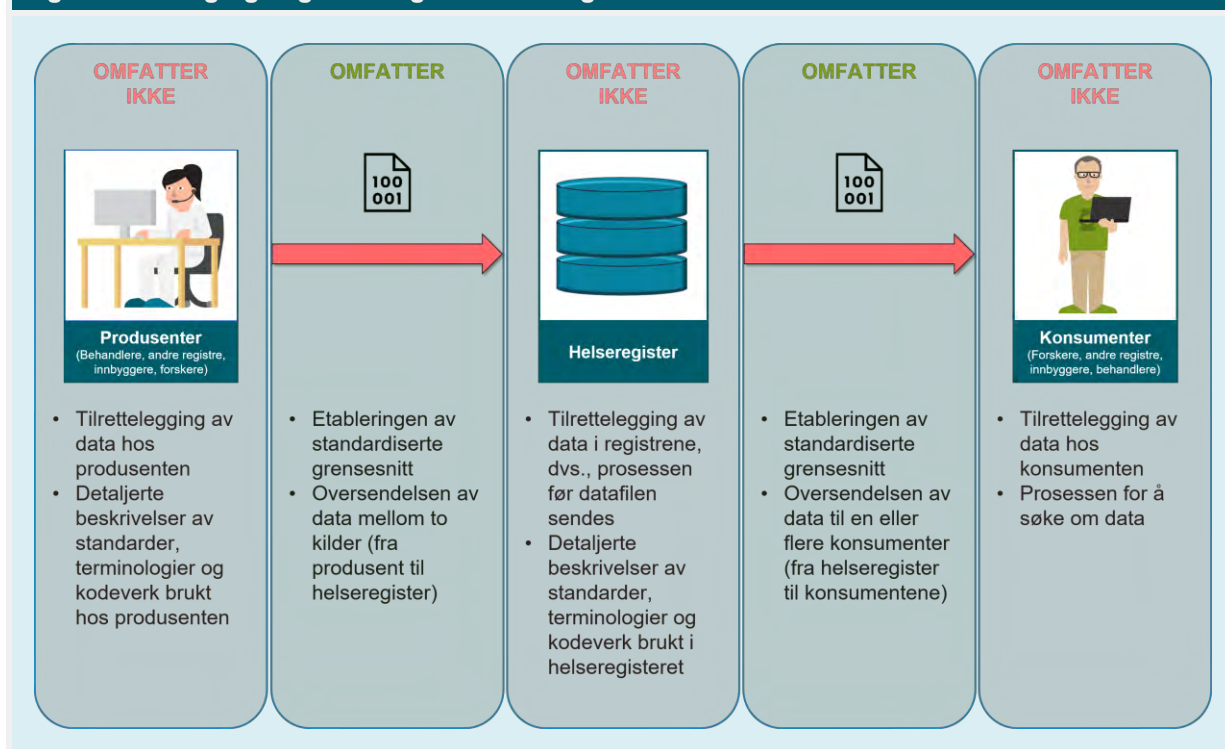 OMFATTER
IKKE
Produsenter
(Behandlere, andre registre,
innbyggere, forskere)
• Tilrettelegging av
data hos
produsenten
• Detaljerte
beskrivelser av
standarder,
terminologier og
kodeverk brukt
hos produsenten
OMFATTER
100
001
• Etableringen av
standardiserte
grensesnitt
• Oversendelsen av
data mellom to
kilder (fra
produsent til
helseregister)
OMFATTER
IKKE
Helseregister
• Tilrettelegging av
data i registrene,
dvs., prosessen
før datafilen
sendes
• Detaljerte
beskrivelser av
standarder,
terminologier og
kodeverk brukt i
helseregisteret
OMFATTER
100
001
• Etableringen av
standardiserte
grensesnitt
• Oversendelsen av
data til en eller
flere konsumenter
(fra helseregister
til konsumentene)
OMFATTER
IKKE
Konsumenter
(Forskere, andre registre,
innbyggere, behandlere)
• Tilrettelegging av
data hos
konsumenten
• Prosessen for å
søke om data